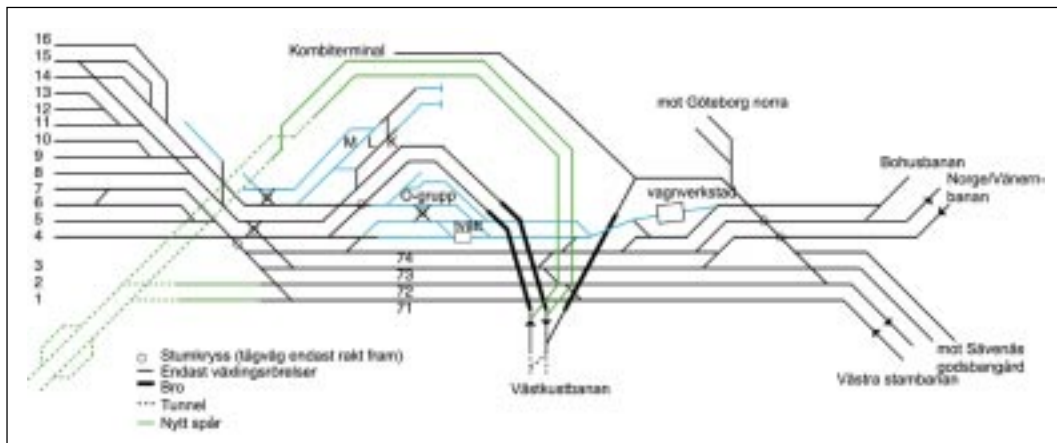 16
15
14
13
12
11
10
9
8
7
6
5
4
3
2
1
Kombiterminal
mot Göteborg norra
Bohusbanan
Norge/Vänern-
banan
vagnverkstad
M L K
O-grupp
tvätt
74
73
72
71
Västkustbanan
mot Sävenäs
godsbangård
Västra stambanan
Stumkryss (tågväg endast rakt fram)
Endast växlingsrörelser
Bro
Tunnel
Nytt spår